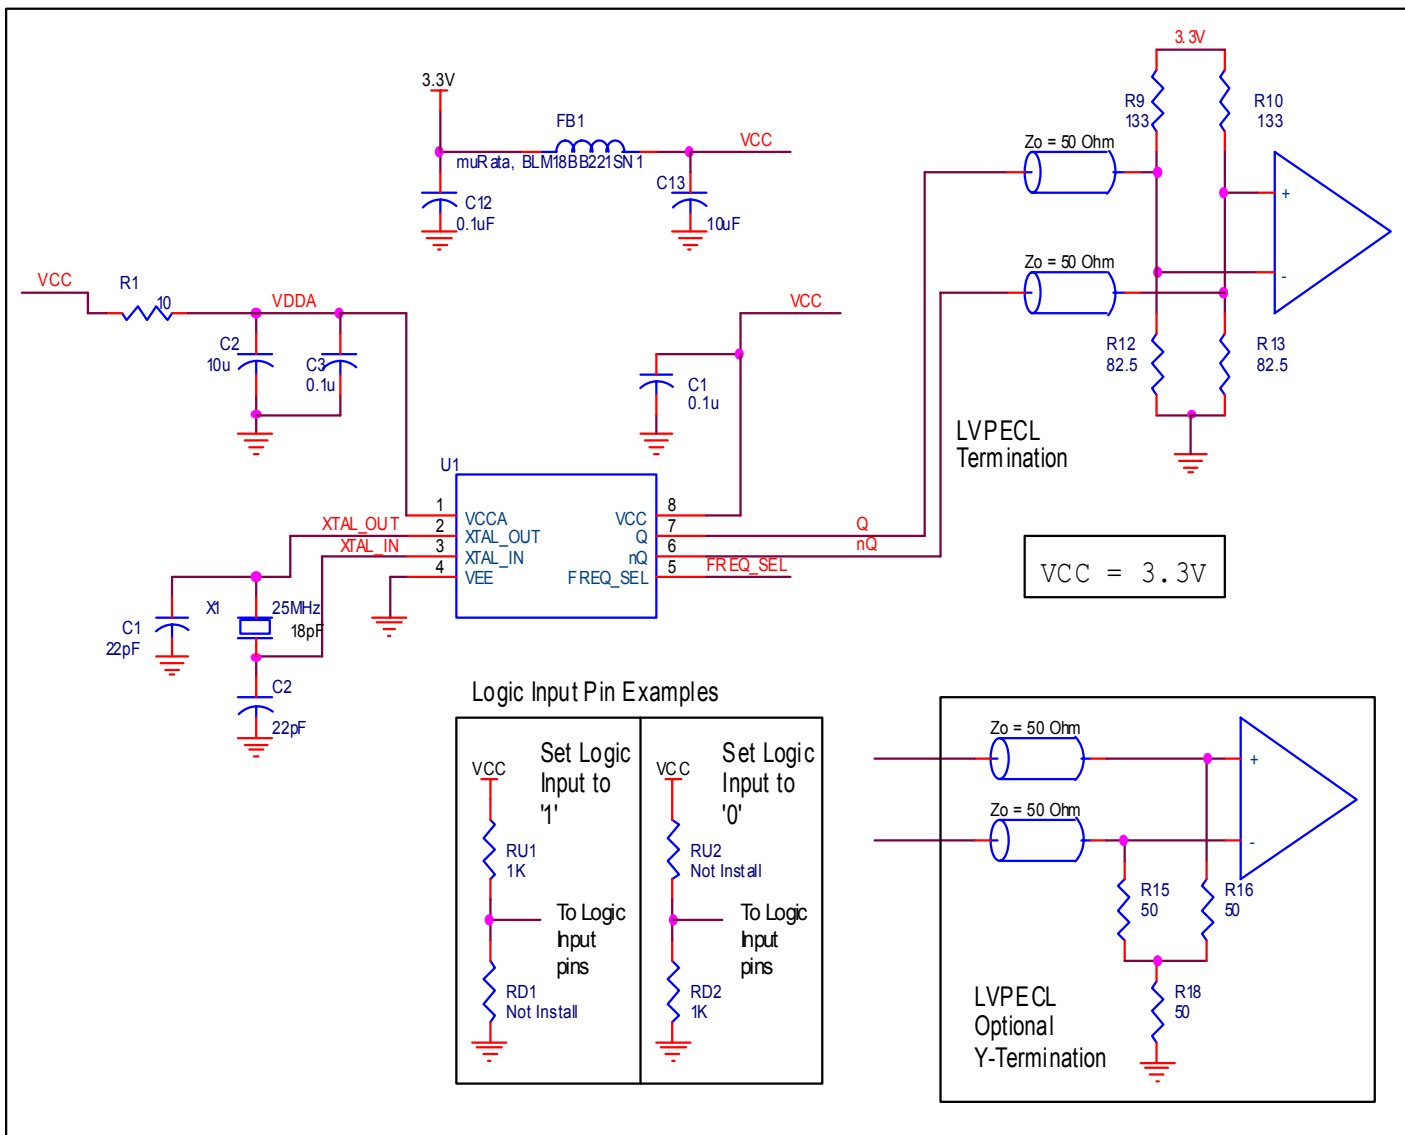 3.3V
3.3V
FB1
VCC
muRata, BLM18BB221SN1
C12
0.1uF
C13
10uF
R9
133
R10
133
Zo = 50 Ohm
+
-
Zo = 50 Ohm
R12
82.5
R13
82.5
LVPECL
Termination
VCC
R1
10
VDDA
C2
10u
C3
0.1u
VCC
C1
0.1u
U1
1
2
3
4
VCCA
XTAL_OUT
XTAL_IN
VEE
VCC
Q
nQ
FREQ_SEL
8
7
6
5
XTAL_OUT
XTAL_IN
Q
nQ
FREQ_SEL
VCC = 3.3V
X1
25MHz
18pF
C1
22pF
C2
22pF
Logic Input Pin Examples
VCC
Set Logic
Input to
'1'
RU1
1K
To Logic
Input
pins
RD1
Not Install
VCC
Set Logic
Input to
'0'
RU2
Not Install
To Logic
Input
pins
RD2
1K
Zo = 50 Ohm
+
Zo = 50 Ohm
-
R15
50
R16
50
R18
50
LVPECL
Optional
Y-Termination